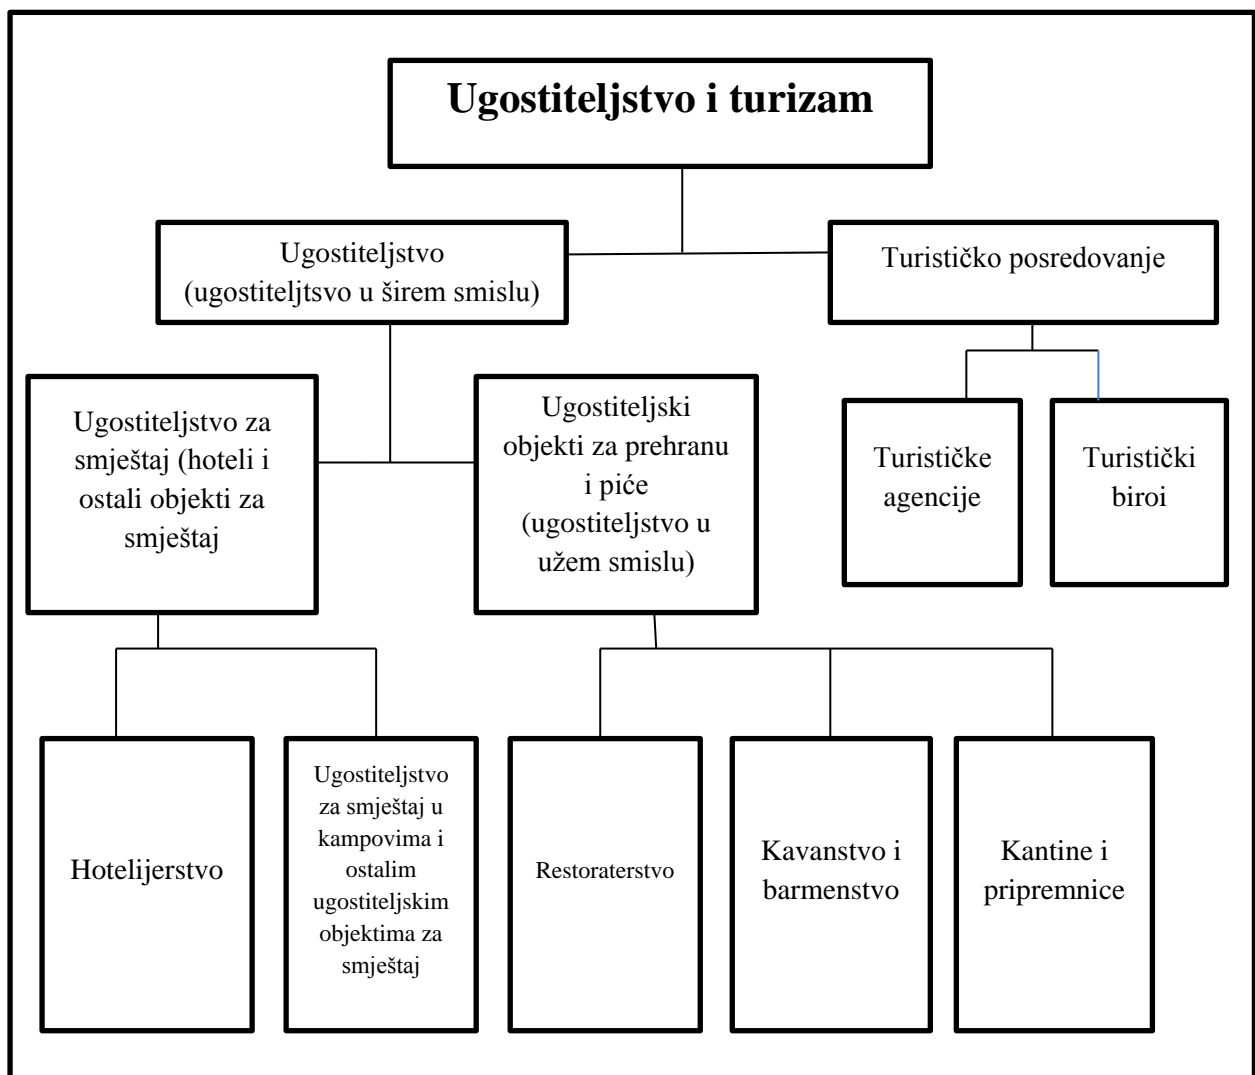 Ugostiteljstvo i turizam
Ugostiteljstvo
(ugostiteljtsvo u širem smislu)
Turističko posredovanje
Ugostiteljstvo za
smještaj (hoteli i
ostali objekti za
smještaj
Ugostiteljski
objekti za prehranu
i piće
(ugostiteljstvo u
užem smislu)
Turističke
agencije
Turistički
biroi
Hotelijerstvo
Ugostiteljstvo
za smještaj u
kampovima i
ostalim
ugostiteljskim
objektima za
smještaj
Restoraterstvo
Kavanstvo i
barmenstvo
Kantine i
pripremnice